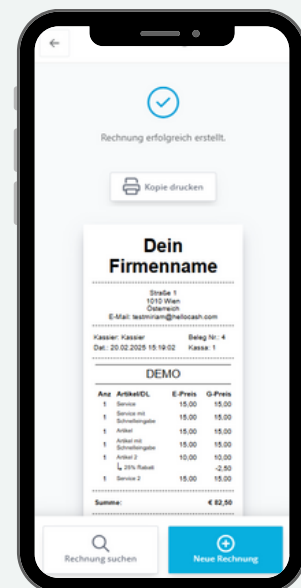 Rechnung erfolgreich erstellt.
Kopie drucken
Dein
Firmenname
Straße 1
1010 Wien
Österreich
E-Mail: testmiriam@hellocash.com
Kassier: Kassier Beleg Nr.: 4
Dat.: 20.02.2025 15:19:02 Kassa: 1
DEMO
Anz Artikel/DL E-Preis G-Preis
1 Service 15,00 15,00
1 Service mit Schnelleingabe 15,00 15,00
1 Artikel 15,00 15,00
1 Artikel mit Schnelleingabe 15,00 15,00
1 Artikel 2 10,00 10,00
25% Rabatt -2,50
1 Service 2 15.00 15.00
Summe: € 82,50
Rechnung suchen
Neue Rechnung